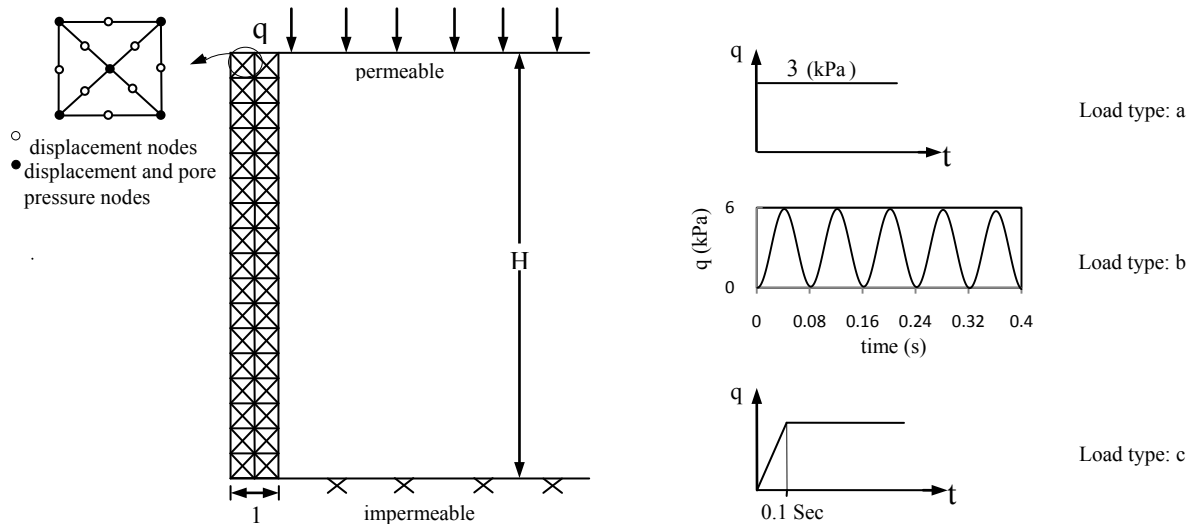 q
permeable
displacement nodes
displacement and pore
pressure nodes
H
1
impermeable
q
3 (kPa)
t
Load type: a
q (kPa)
6
0
0 0.08 0.16 0.24 0.32 0.4
time (s)
Load type: b
q
t
0.1 Sec
Load type: c